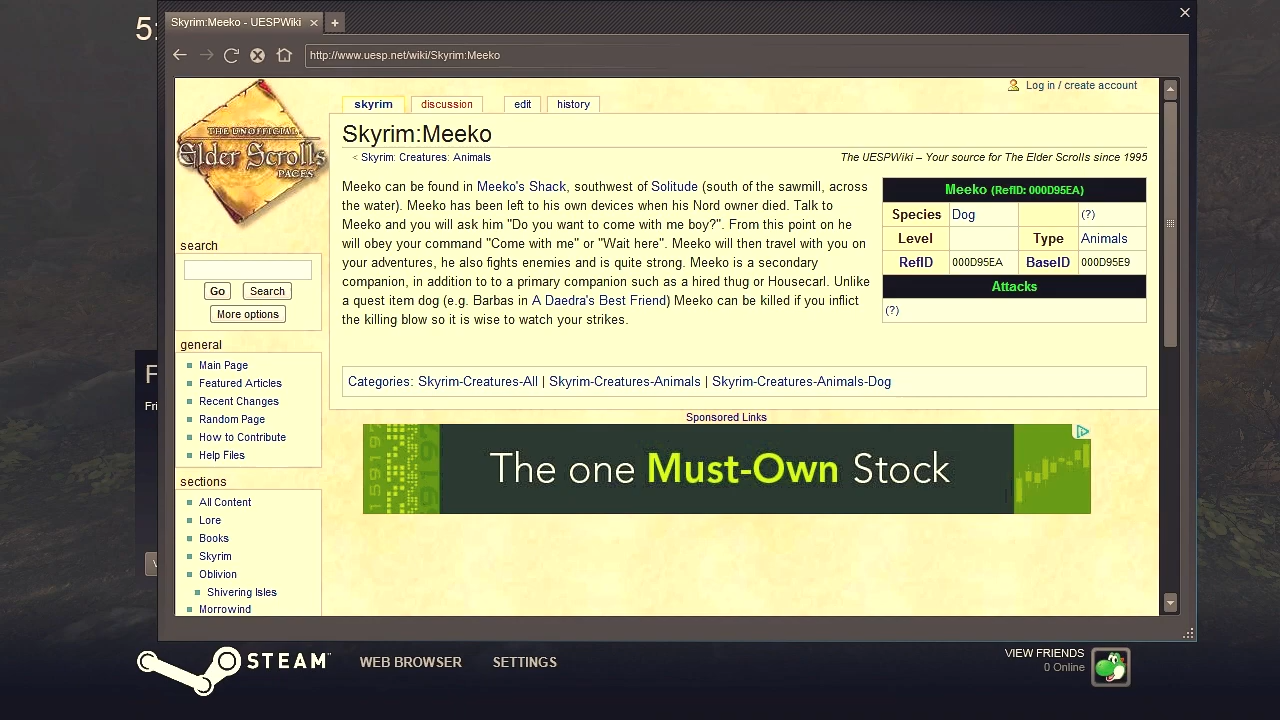 5:
Skyrim:Meeko - UESPWiki
http://www.uesp.net/wiki/Skyrim:Meeko
Log in / create account
THE UNOFFICIAL
Elder Scrolls
PAGES
skyrim discussion edit history
Skyrim:Meeko
< Skyrim: Creatures: Animals
The UESPWiki – Your source for The Elder Scrolls since 1995
Meeko can be found in Meeko's Shack, southwest of Solitude (south of the sawmill, across
the water). Meeko has been left to his own devices when his Nord owner died. Talk to
Meeko and you will ask him "Do you want to come with me boy?". From this point on he
will obey your command "Come with me" or "Wait here". Meeko will then travel with you on
your adventures, he also fights enemies and is quite strong. Meeko is a secondary
companion, in addition to to a primary companion such as a hired thug or Housecarl. Unlike
a quest item dog (e.g. Barbas in A Daedra's Best Friend) Meeko can be killed if you inflict
the killing blow so it is wise to watch your strikes.
Meeko (RefID: 000D95EA)
Species Dog (?)
Level Type Animals
RefID 000D95EA BaseID 000D95E9
Attacks
(?)
Categories: Skyrim-Creatures-All | Skyrim-Creatures-Animals | Skyrim-Creatures-Animals-Dog
Sponsored Links
The one Must-Own Stock
search
Go Search
More options
general
Main Page
Featured Articles
Recent Changes
Random Page
How to Contribute
Help Files
sections
All Content
Lore
Books
Skyrim
Oblivion
Shivering Isles
Morrowind
F
Fri
STEAM™
WEB BROWSER SETTINGS
VIEW FRIENDS
0 Online